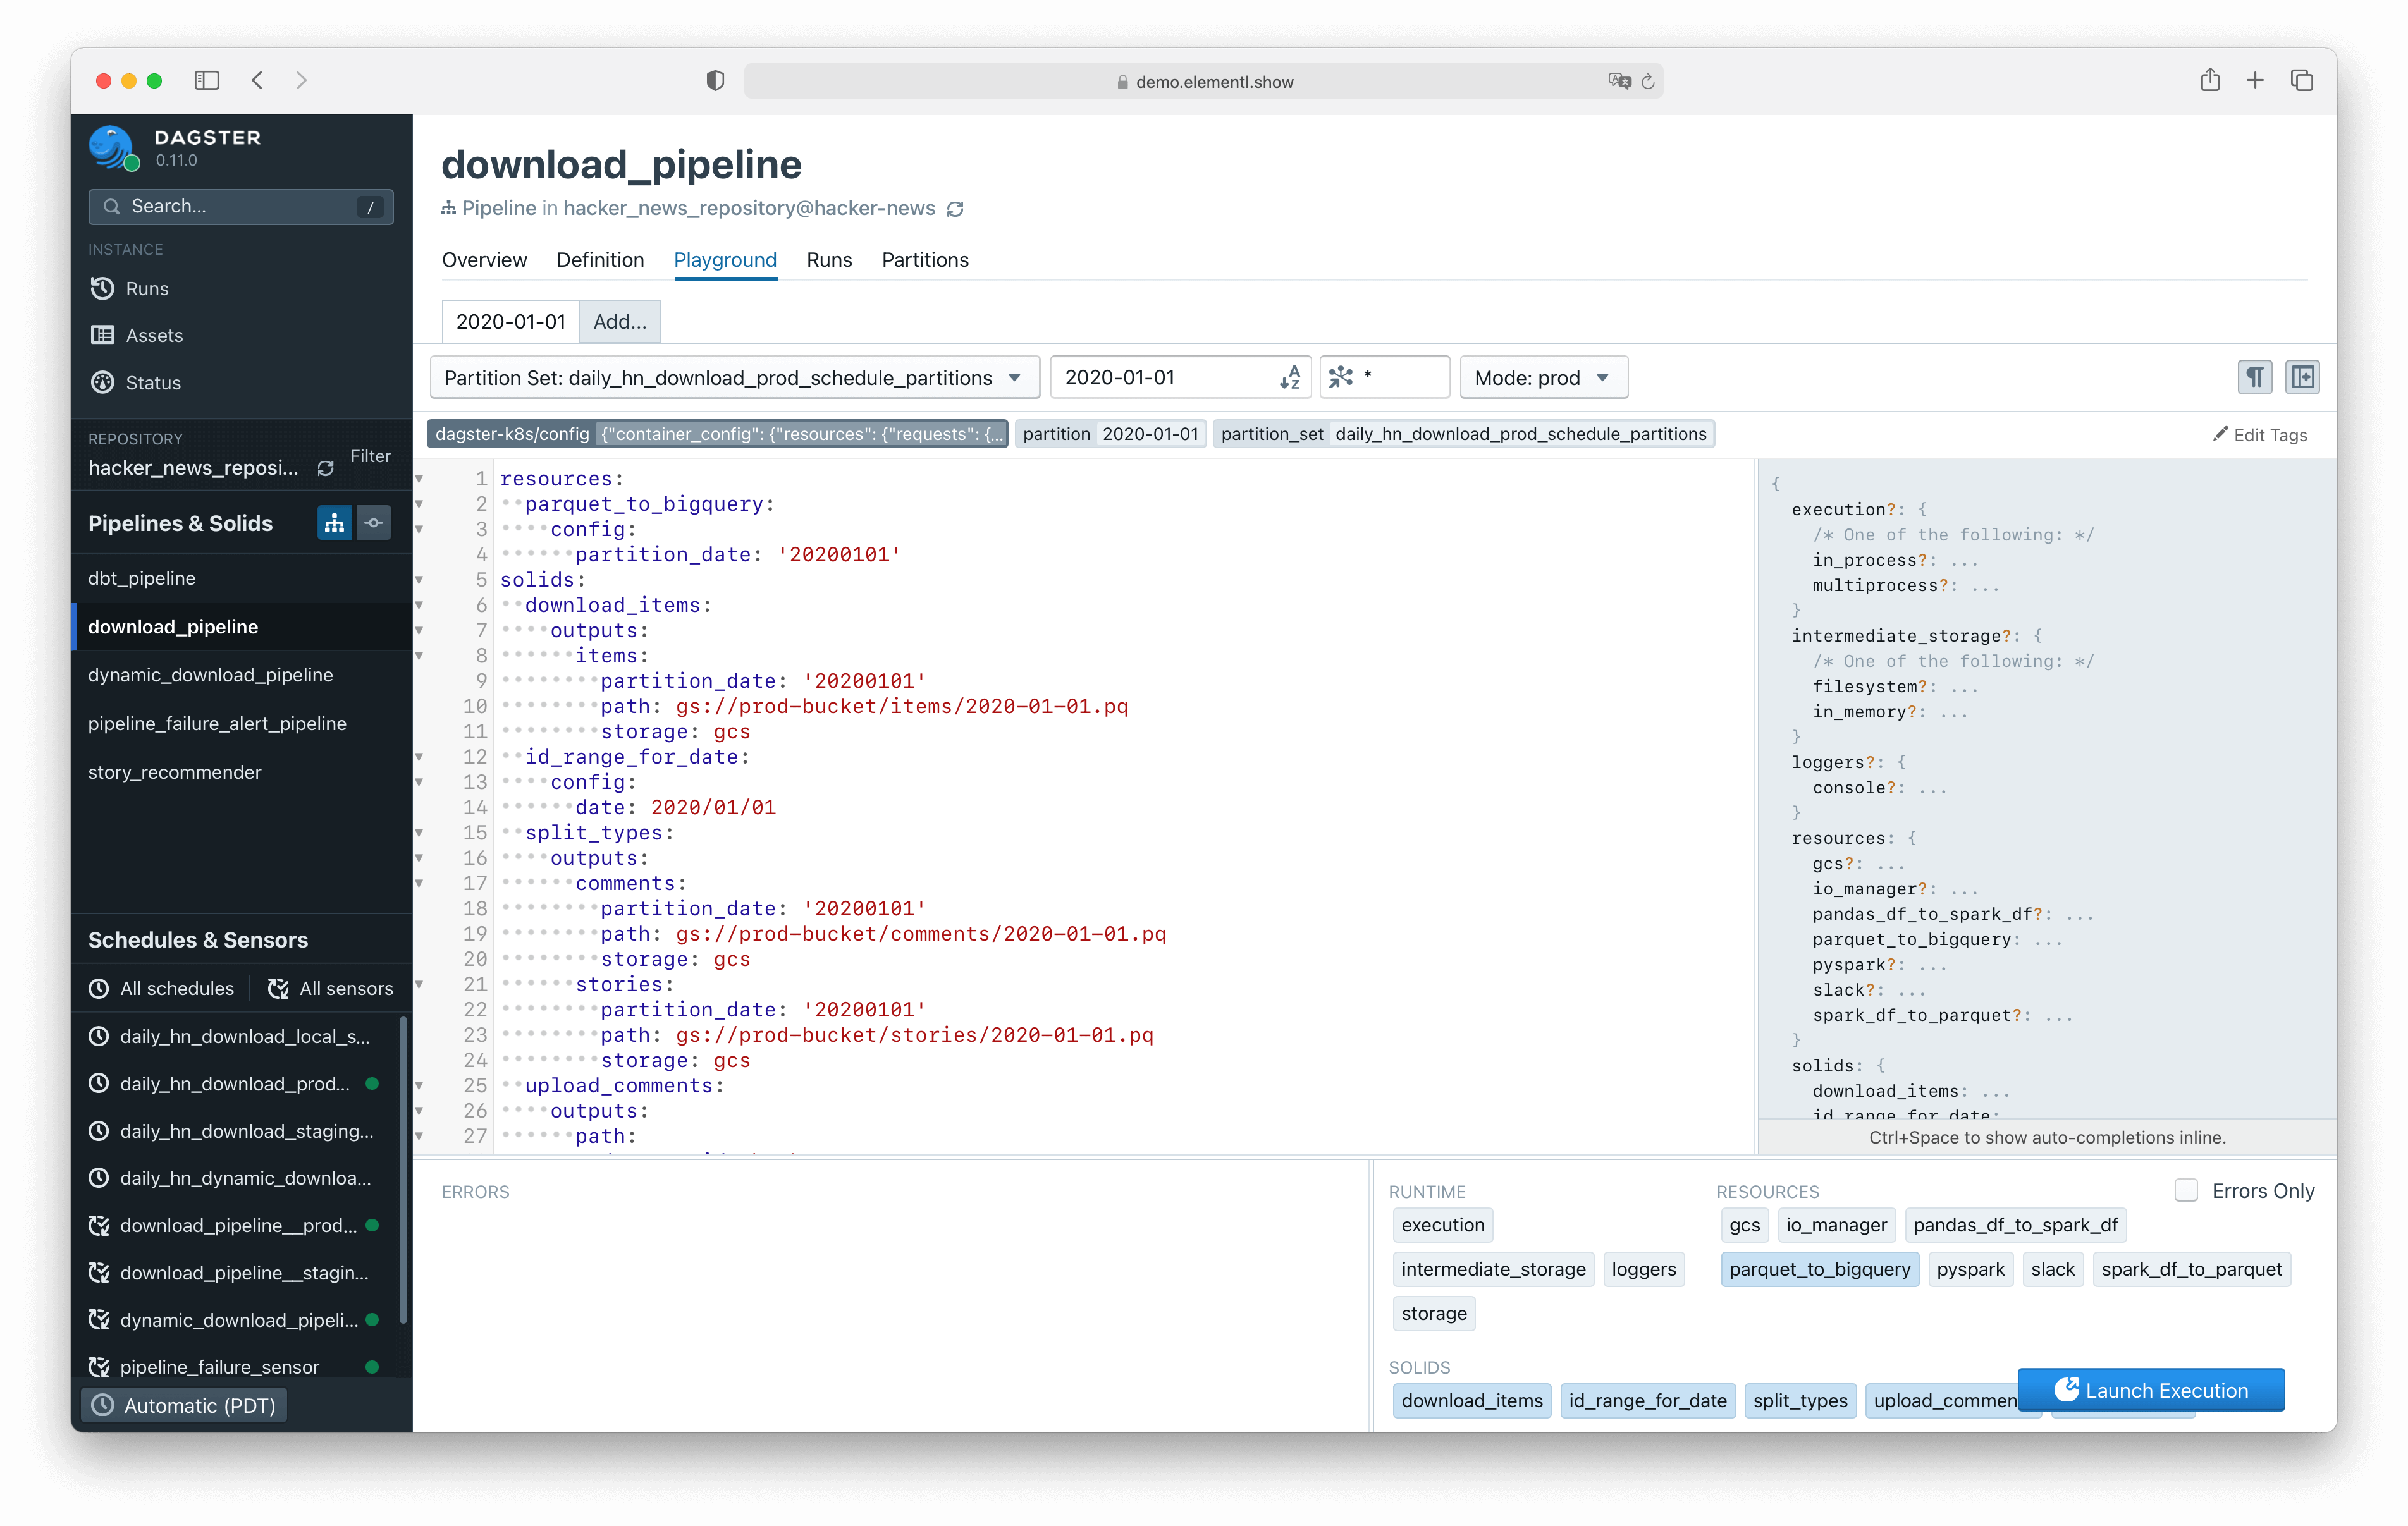 demo.elementl.show
DAGSTER
0.11.0
Search...
/
INSTANCE
Runs
Assets
Status
REPOSITORY
hacker_news_reposi...
Filter
Pipelines & Solids
dbt_pipeline
download_pipeline
dynamic_download_pipeline
pipeline_failure_alert_pipeline
story_recommender
Schedules & Sensors
All schedules
All sensors
daily_hn_download_local_s...
daily_hn_download_prod...
daily_hn_download_staging...
daily_hn_dynamic_downloa...
download_pipeline__prod...
download_pipeline__stagin...
dynamic_download_pipeli...
pipeline_failure_sensor
Automatic (PDT)
download_pipeline
Pipeline in hacker_news_repository@hacker-news
Overview Definition Playground Runs Partitions
2020-01-01 Add...
Partition Set: daily_hn_download_prod_schedule_partitions 2020-01-01 * Mode: prod
dagster-k8s/config {"container_config": {"resources": {"requests": {... partition 2020-01-01 partition_set daily_hn_download_prod_schedule_partitions Edit Tags
1 resources:
2 parquet_to_bigquery:
3 config:
4 partition_date: '20200101'
5 solids:
6 download_items:
7 outputs:
8 items:
9 partition_date: '20200101'
10 path: gs://prod-bucket/items/2020-01-01.pq
11 storage: gcs
12 id_range_for_date:
13 config:
14 date: 2020/01/01
15 split_types:
16 outputs:
17 comments:
18 partition_date: '20200101'
19 path: gs://prod-bucket/comments/2020-01-01.pq
20 storage: gcs
21 stories:
22 partition_date: '20200101'
23 path: gs://prod-bucket/stories/2020-01-01.pq
24 storage: gcs
25 upload_comments:
26 outputs:
27 path:
{
execution?: {
/* One of the following: */
in_process?: ...
multiprocess?: ...
}
intermediate_storage?: {
/* One of the following: */
filesystem?: ...
in_memory?: ...
}
loggers?: {
console?: ...
}
resources: {
gcs?: ...
io_manager?: ...
pandas_df_to_spark_df?: ...
parquet_to_bigquery: ...
pyspark?: ...
slack?: ...
spark_df_to_parquet?: ...
}
solids: {
download_items: ...
id_range_for_date:
Ctrl+Space to show auto-completions inline.
ERRORS
RUNTIME
execution
intermediate_storage loggers
storage
RESOURCES
gcs io_manager pandas_df_to_spark_df
parquet_to_bigquery pyspark slack spark_df_to_parquet
Errors Only
SOLIDS
download_items id_range_for_date split_types upload_commen
Launch Execution